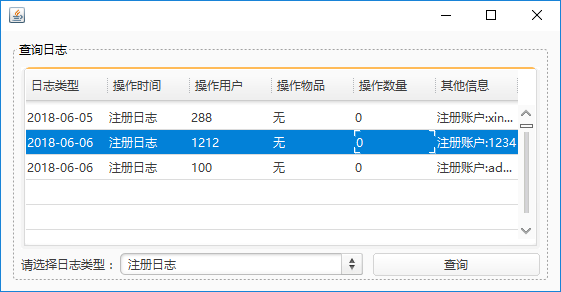 查询日志
日志类型 操作时间 操作用户 操作物品 操作数量 其他信息
2018-06-05 注册日志 288 无 0 注册账户:xin...
2018-06-06 注册日志 1212 无 0 注册账户:1234
2018-06-06 注册日志 100 无 0 注册账户:ad...
请选择日志类型： 注册日志 查询